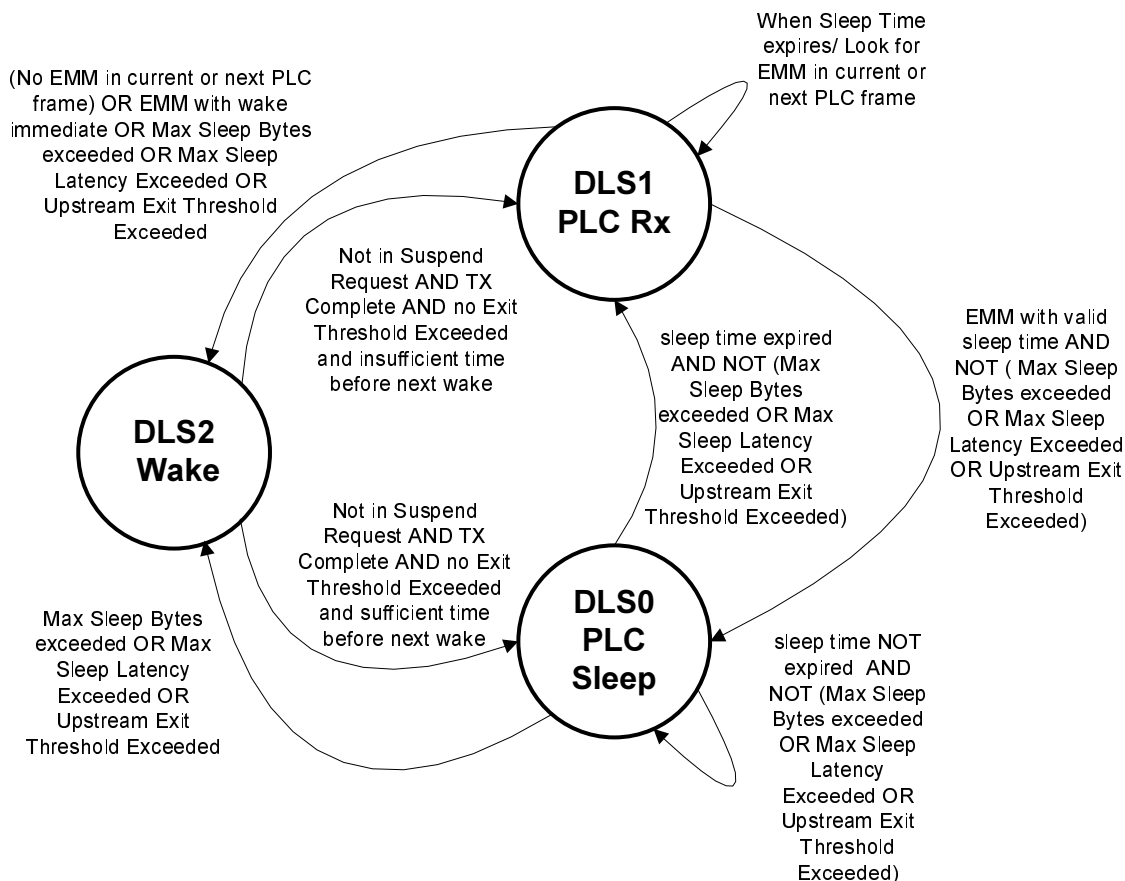 When Sleep Time
expires/ Look for
EMM in current or
next PLC frame
(No EMM in current or next PLC
frame) OR EMM with wake
immediate OR Max Sleep Bytes
exceeded OR Max Sleep
Latency Exceeded OR
Upstream Exit Threshold
Exceeded
DLS1
PLC Rx
Not in Suspend
Request AND TX
Complete AND no Exit
Threshold Exceeded
and insufficient time
before next wake
sleep time expired
AND NOT (Max
Sleep Bytes
exceeded OR Max
Sleep Latency
Exceeded OR
Upstream Exit
Threshold Exceeded)
EMM with valid
sleep time AND
NOT ( Max Sleep
Bytes exceeded
OR Max Sleep
Latency Exceeded
OR Upstream Exit
Threshold
Exceeded)
DLS2
Wake
Not in Suspend
Request AND TX
Complete AND no Exit
Threshold Exceeded
and sufficient time
before next wake
DLS0
PLC
Sleep
Max Sleep Bytes
exceeded OR Max
Sleep Latency
Exceeded OR
Upstream Exit
Threshold Exceeded
sleep time NOT
expired AND
NOT (Max Sleep
Bytes exceeded
OR Max Sleep
Latency
Exceeded OR
Upstream Exit
Threshold
Exceeded)